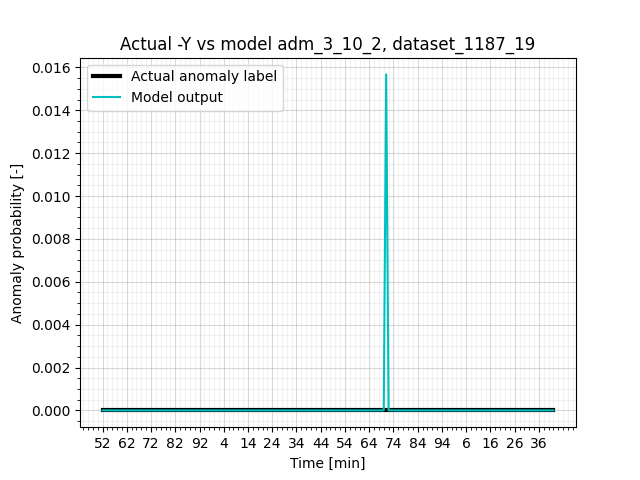 Actual -Y vs model adm_3_10_2, dataset_1187_19
Actual anomaly label
Model output
0.016
0.014
0.012
0.010
0.008
0.006
0.004
0.002
0.000
Anomaly probability [-]
52 62 72 82 92 4 14 24 34 44 54 64 74 84 94 6 16 26 36
Time [min]